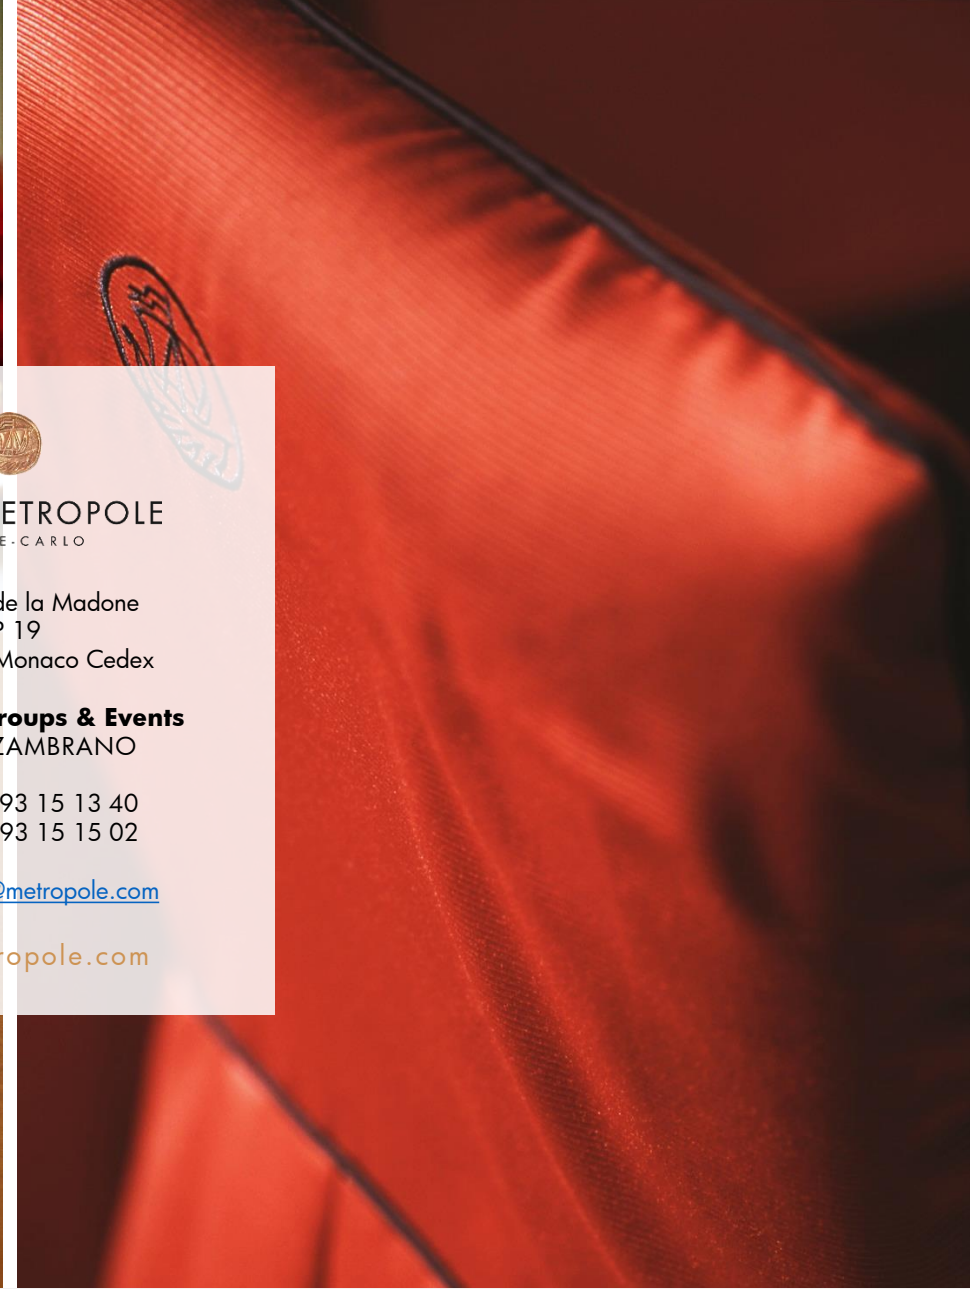 ETROPOLE
E-CARLO
de la Madone
19
Monaco Cedex
roups & Events
ZAMBRANO
93 15 13 40
93 15 15 02
@metropole.com
ropole.com